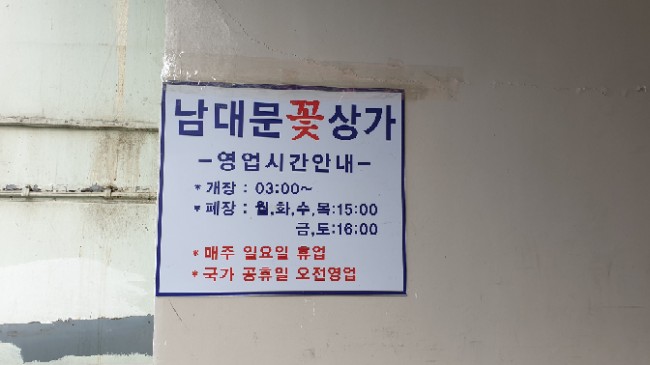 남대문꽃상가
-영업시간안내-
* 개장 : 03:00~
♥ 폐장 : 월,화,수,목:15:00
금,토:16:00
* 매주 일요일 휴업
* 국가 공휴일 오전영업